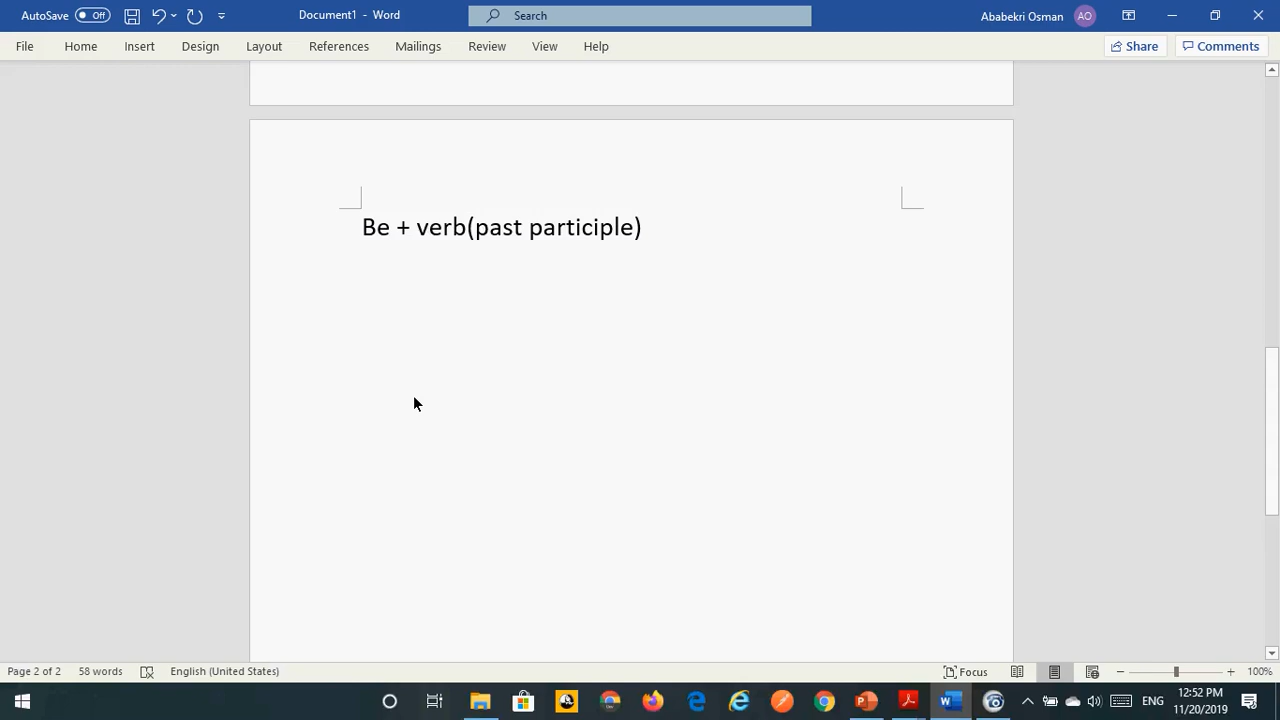 AutoSave Off Document1 - Word Search Ababekri Osman AO
File Home Insert Design Layout References Mailings Review View Help Share Comments
Be + verb(past participle)
Page 2 of 2 58 words English (United States) Focus 100%
Dev ENG 12:52 PM
11/20/2019